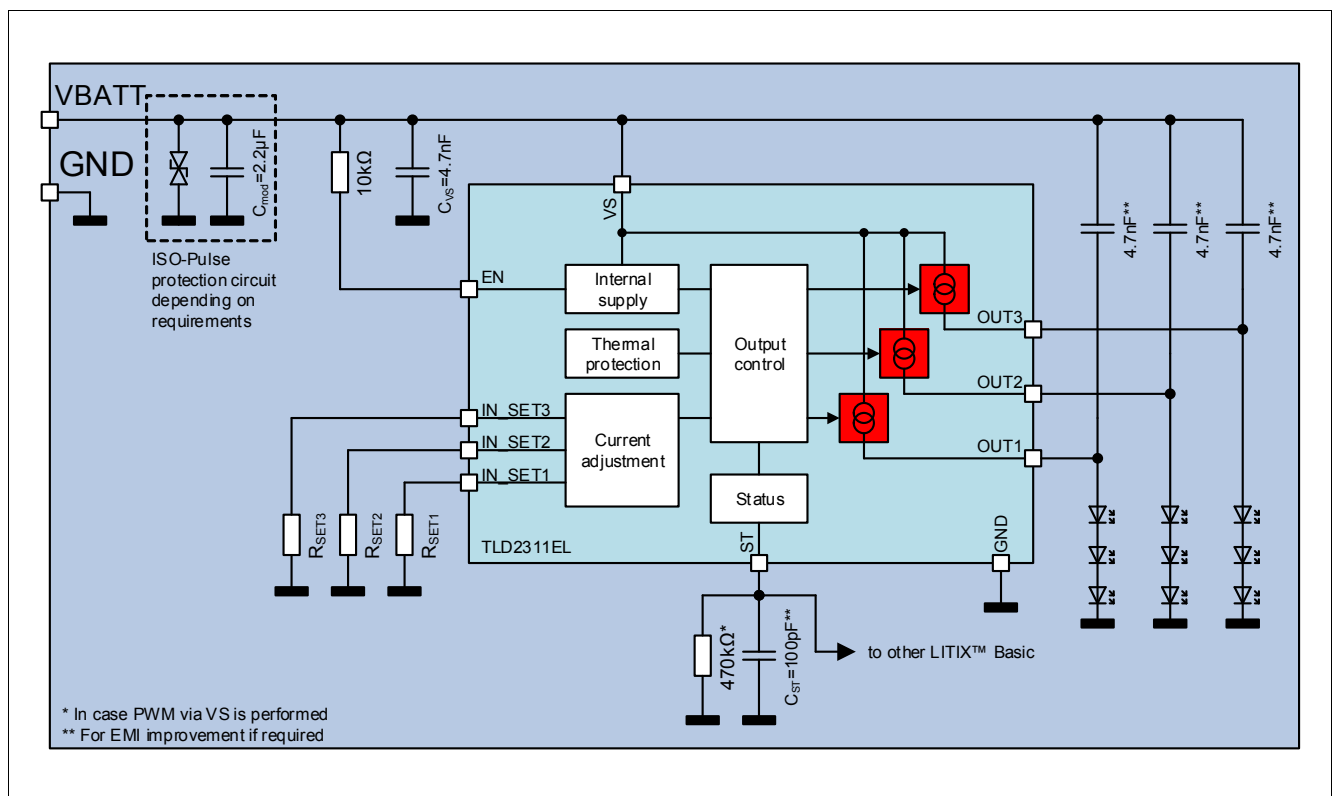 VBATT
GND
ISO-Pulse
protection circuit
depending on
requirements
Cmod=2.2µF
10kΩ
CVS=4.7nF
VS
4.7nF**
4.7nF**
4.7nF**
EN
Internal
supply
Thermal
protection
Output
control
OUT3
OUT2
OUT1
IN_SET3
IN_SET2
IN_SET1
Current
adjustment
Status
RSET3
RSET2
RSET1
TLD2311EL
ST
GND
470kΩ*
CST=100pF**
to other LITIX™ Basic
* In case PWM via VS is performed
** For EMI improvement if required